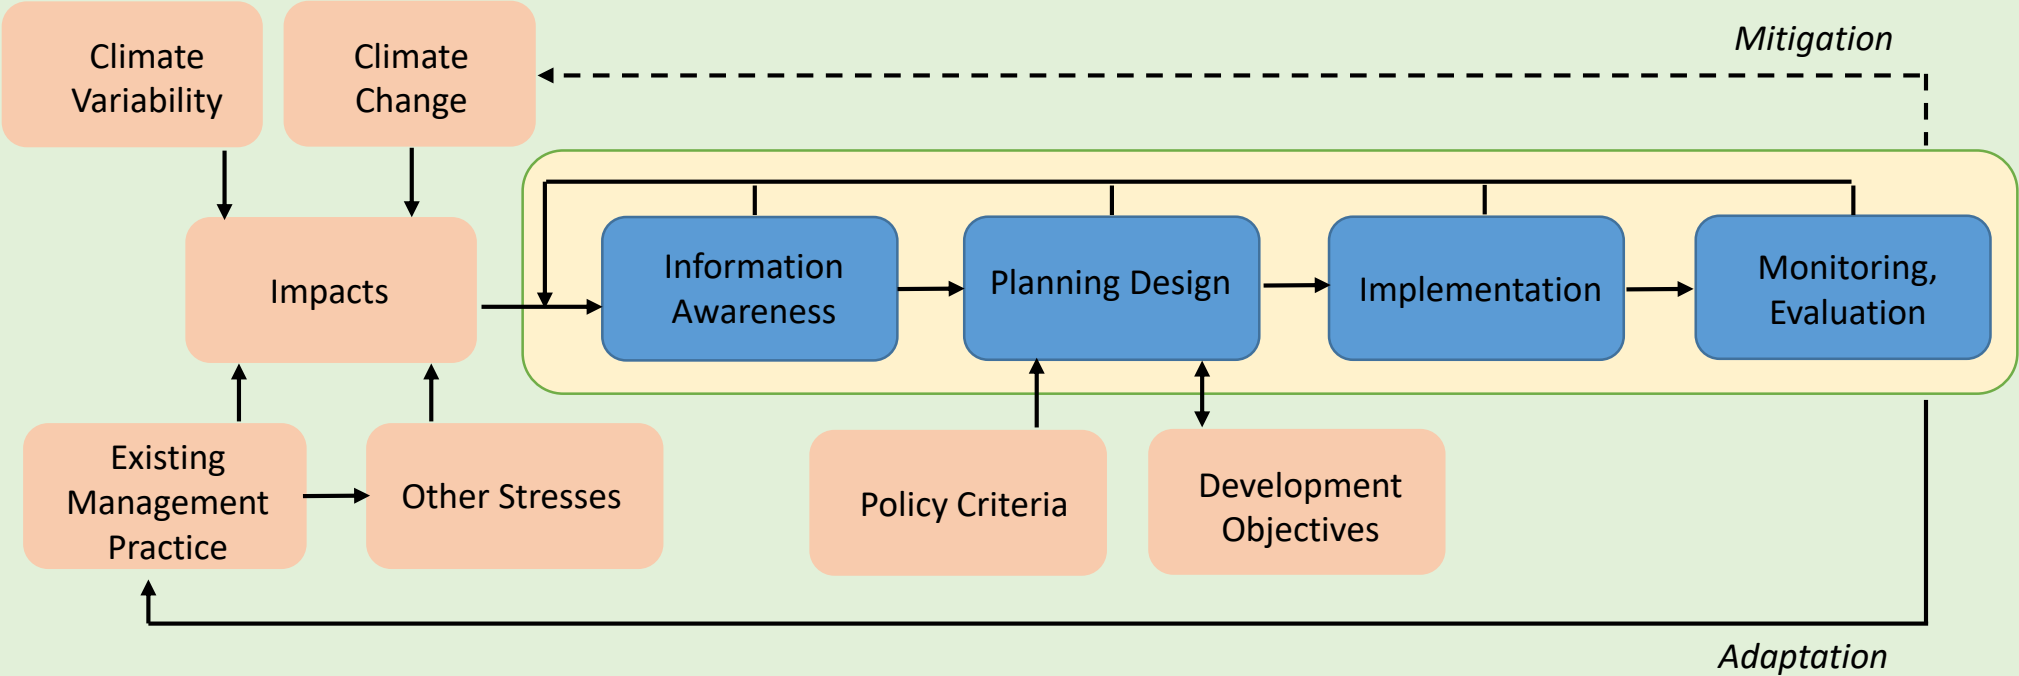 Climate
Variability
Climate
Change
Mitigation
Impacts
Information
Awareness
Planning Design
Implementation
Monitoring,
Evaluation
Existing
Management
Practice
Other Stresses
Policy Criteria
Development
Objectives
Adaptation